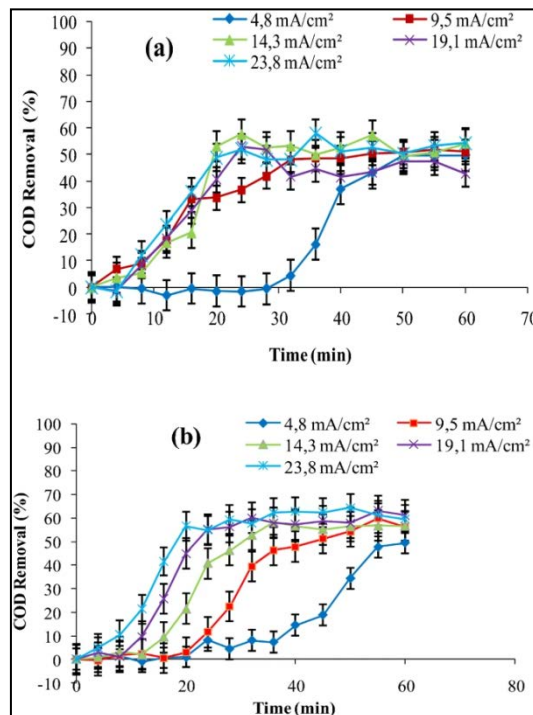 (a)
4,8 mA/cm² 9,5 mA/cm²
14,3 mA/cm² 19,1 mA/cm²
23,8 mA/cm²
COD Removal (%)
100
90
80
70
60
50
40
30
20
10
0
-10
0 10 20 30 40 50 60 70
Time (min)
(b)
4,8 mA/cm² 9,5 mA/cm²
14,3 mA/cm² 19,1 mA/cm²
23,8 mA/cm²
COD Removal (%)
100
90
80
70
60
50
40
30
20
10
0
-10
0 20 40 60 80
Time (min)